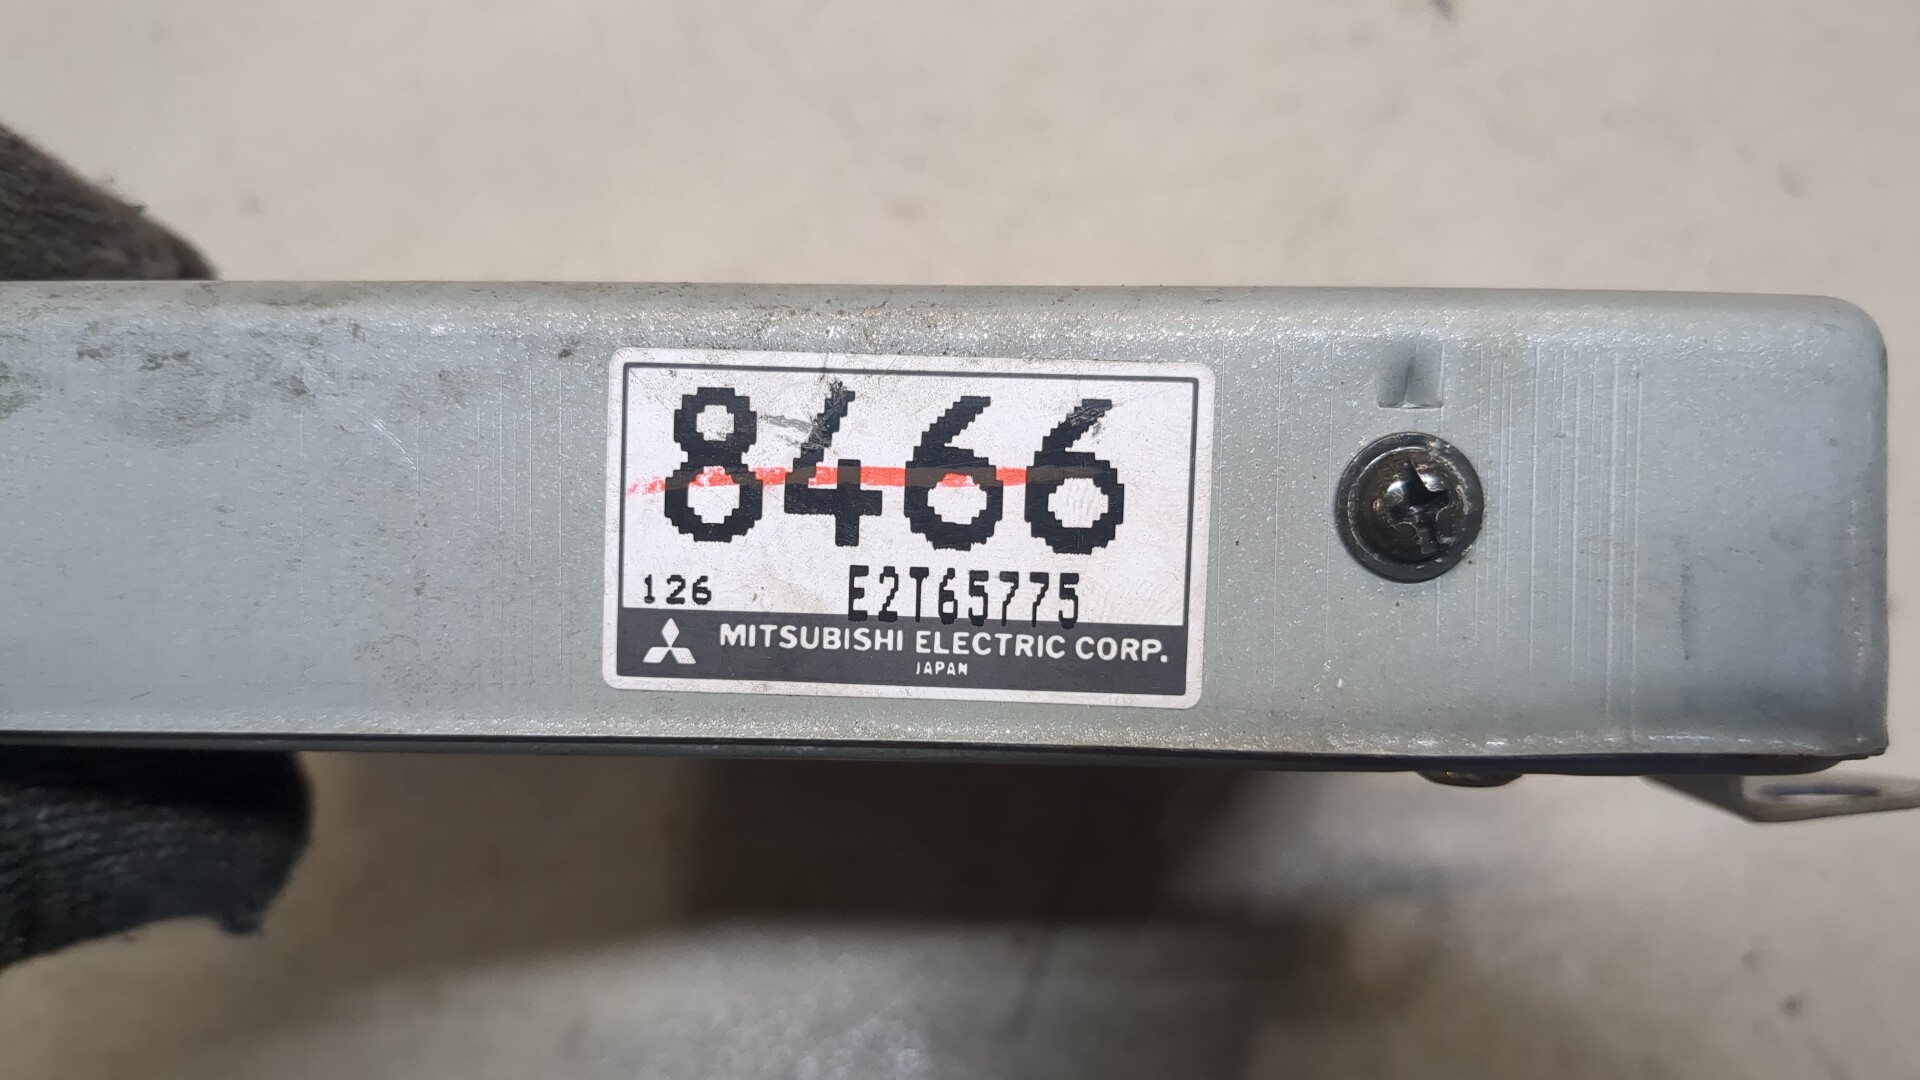 8466
126 E2T65775
MITSUBISHI ELECTRIC CORP.
JAPAN